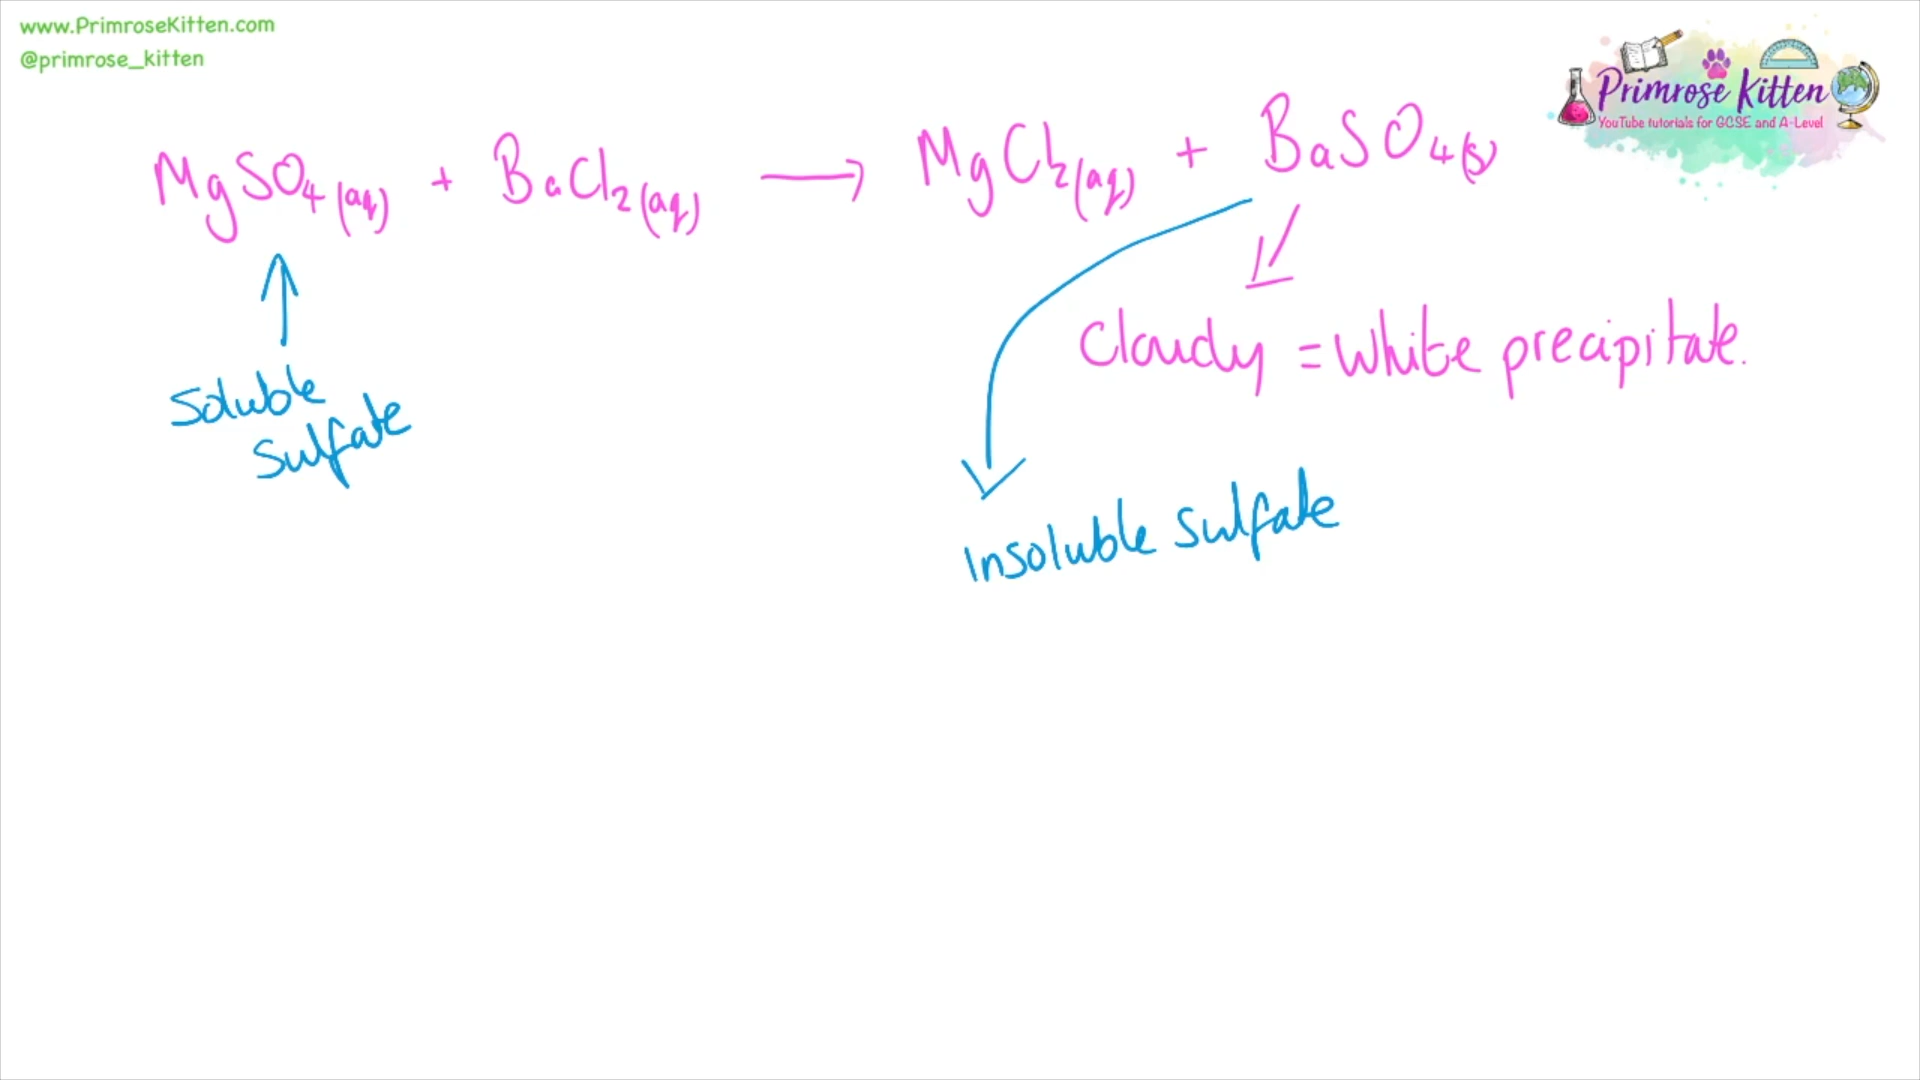 www.PrimroseKitten.com
@primrose_kitten
Primrose Kitten
YouTube tutorials for GCSE and A-Level
MgSO₄(aq) + BaCl₂(aq) → MgCl₂(aq) + BaSO₄(s)
Cloudy = White precipitate.
Soluble
Sulfate
Insoluble Sulfate